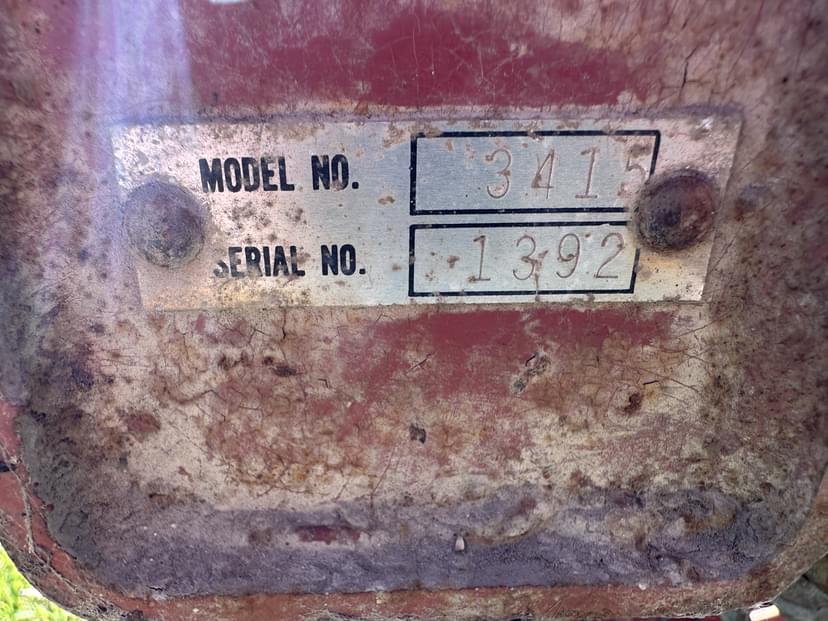 MODEL NO. 3415
SERIAL NO. 1392